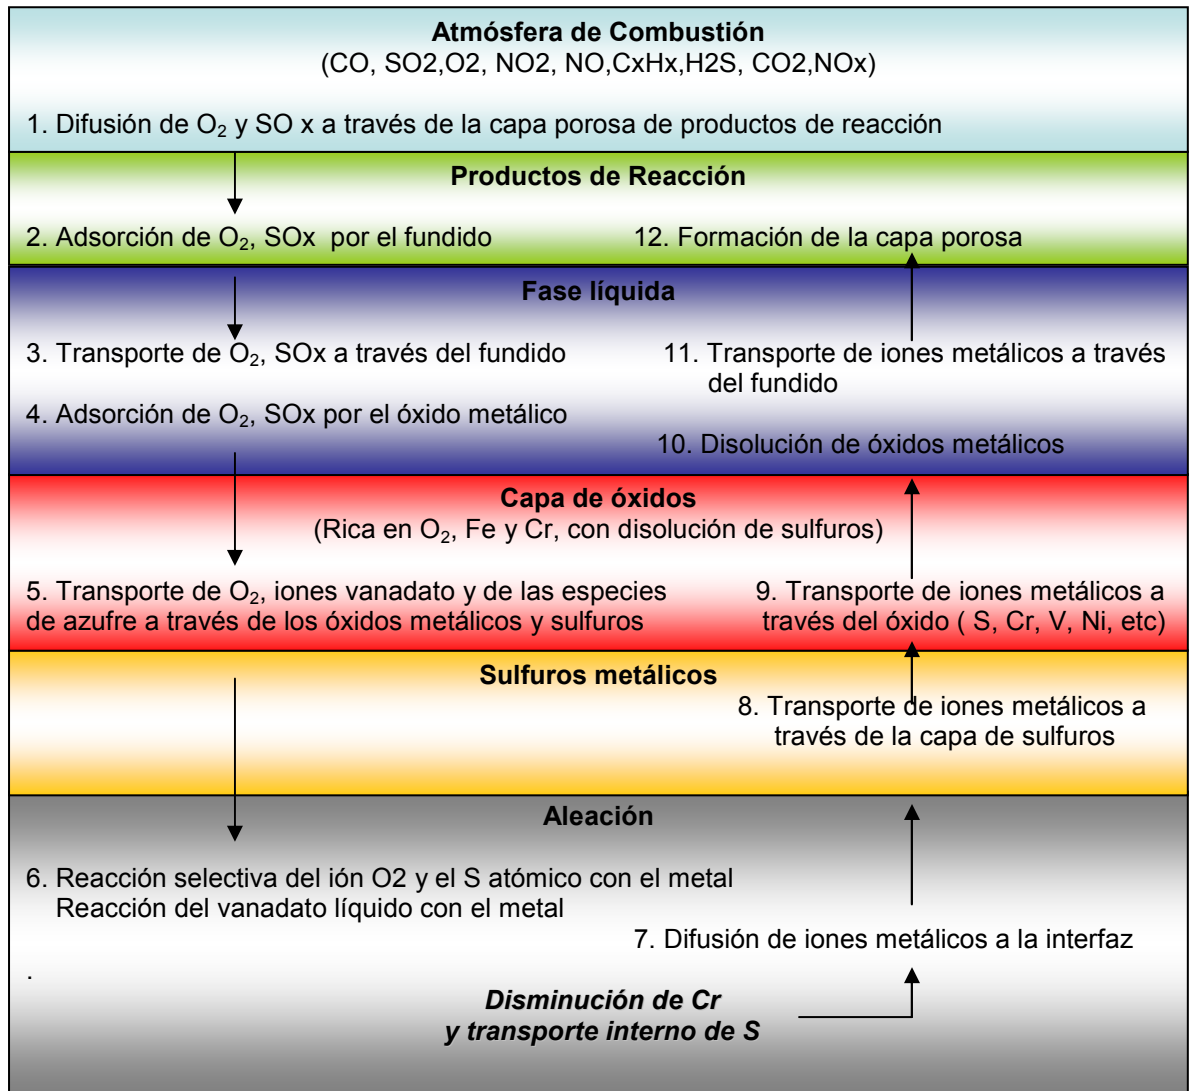 Atmósfera de Combustión
(CO, SO2,O2, NO2, NO,CxHx,H2S, CO2,NOx)
1. Difusión de O₂ y SO x a través de la capa porosa de productos de reacción
Productos de Reacción
2. Adsorción de O₂, SOx por el fundido
12. Formación de la capa porosa
Fase líquida
3. Transporte de O₂, SOx a través del fundido
11. Transporte de iones metálicos a través
del fundido
4. Adsorción de O₂, SOx por el óxido metálico
10. Disolución de óxidos metálicos
Capa de óxidos
(Rica en O₂, Fe y Cr, con disolución de sulfuros)
5. Transporte de O₂, iones vanadato y de las especies
de azufre a través de los óxidos metálicos y sulfuros
9. Transporte de iones metálicos a
través del óxido ( S, Cr, V, Ni, etc)
Sulfuros metálicos
8. Transporte de iones metálicos a
través de la capa de sulfuros
Aleación
6. Reacción selectiva del ión O2 y el S atómico con el metal
Reacción del vanadato líquido con el metal
7. Difusión de iones metálicos a la interfaz
.
Disminución de Cr
y transporte interno de S